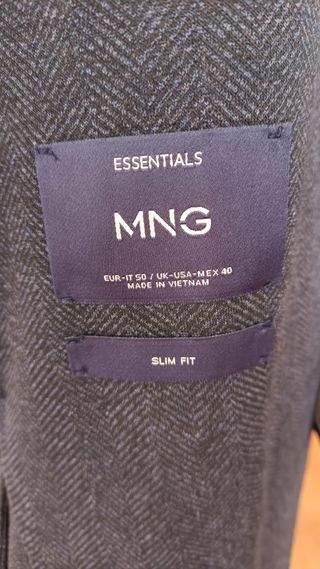 ESSENTIALS
MNG
EUR-IT 50 / UK-USA-MEX 40
MADE IN VIETNAM
SLIM FIT